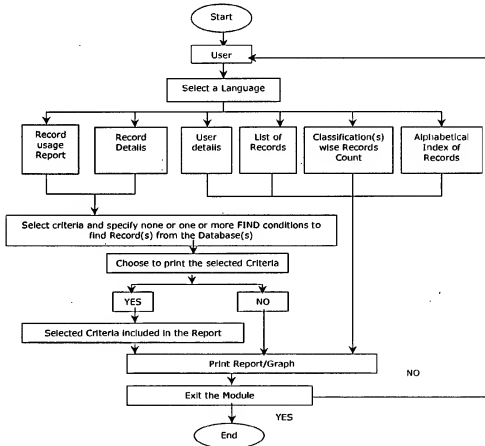 Start
User
Select a Language
Record
usage
Report
Record
Details
User
details
List of
Records
Classification(s)
wise Records
Count
Alphabetical
Index of
Records
Select criteria and specify none or one or more FIND conditions to
find Record(s) from the Database(s)
Choose to print the selected Criteria
YES
NO
Selected Criteria included in the Report
Print Report/Graph
NO
Exit the Module
YES
End